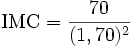 IMC = 70 / (1,70)²